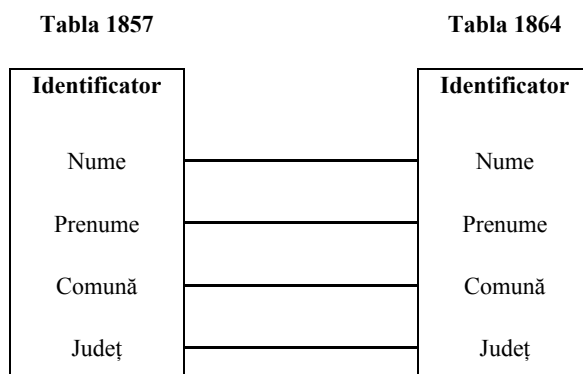 Tabla 1857 Tabla 1864
Identificator Identificator
Nume Nume
Prenume Prenume
Comună Comună
Județ Județ